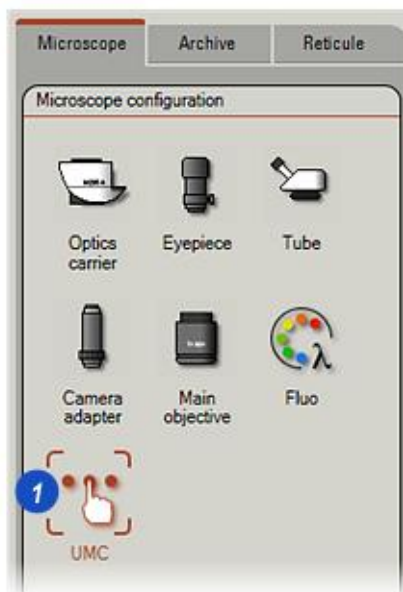 Microscope Archive Reticule
Microscope configuration
Optics carrier
Eyepiece
Tube
Camera adapter
Main objective
Fluo
λ
1
UMC